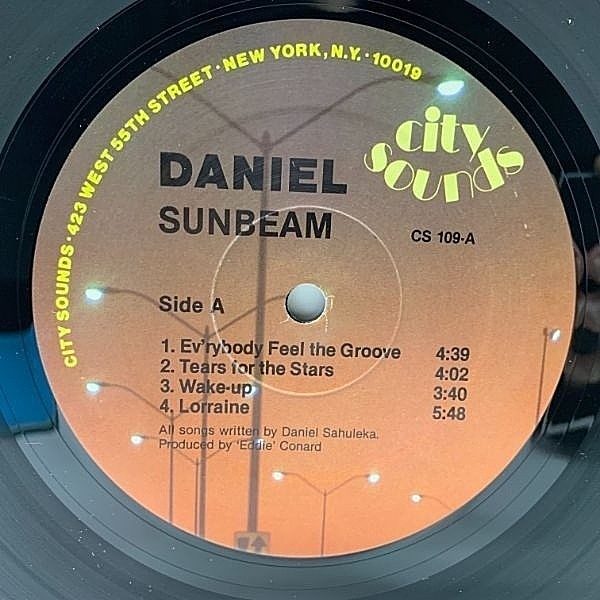 CITY SOUNDS · 423 WEST 55TH STREET · NEW YORK, N.Y. · 10019
city
sounds
DANIEL
SUNBEAM
CS 109-A
Side A
1. Ev'rybody Feel the Groove 4:39
2. Tears for the Stars 4:02
3. Wake-up 3:40
4. Lorraine 5:48
All songs written by Daniel Sahuleka.
Produced by 'Eddie' Conard